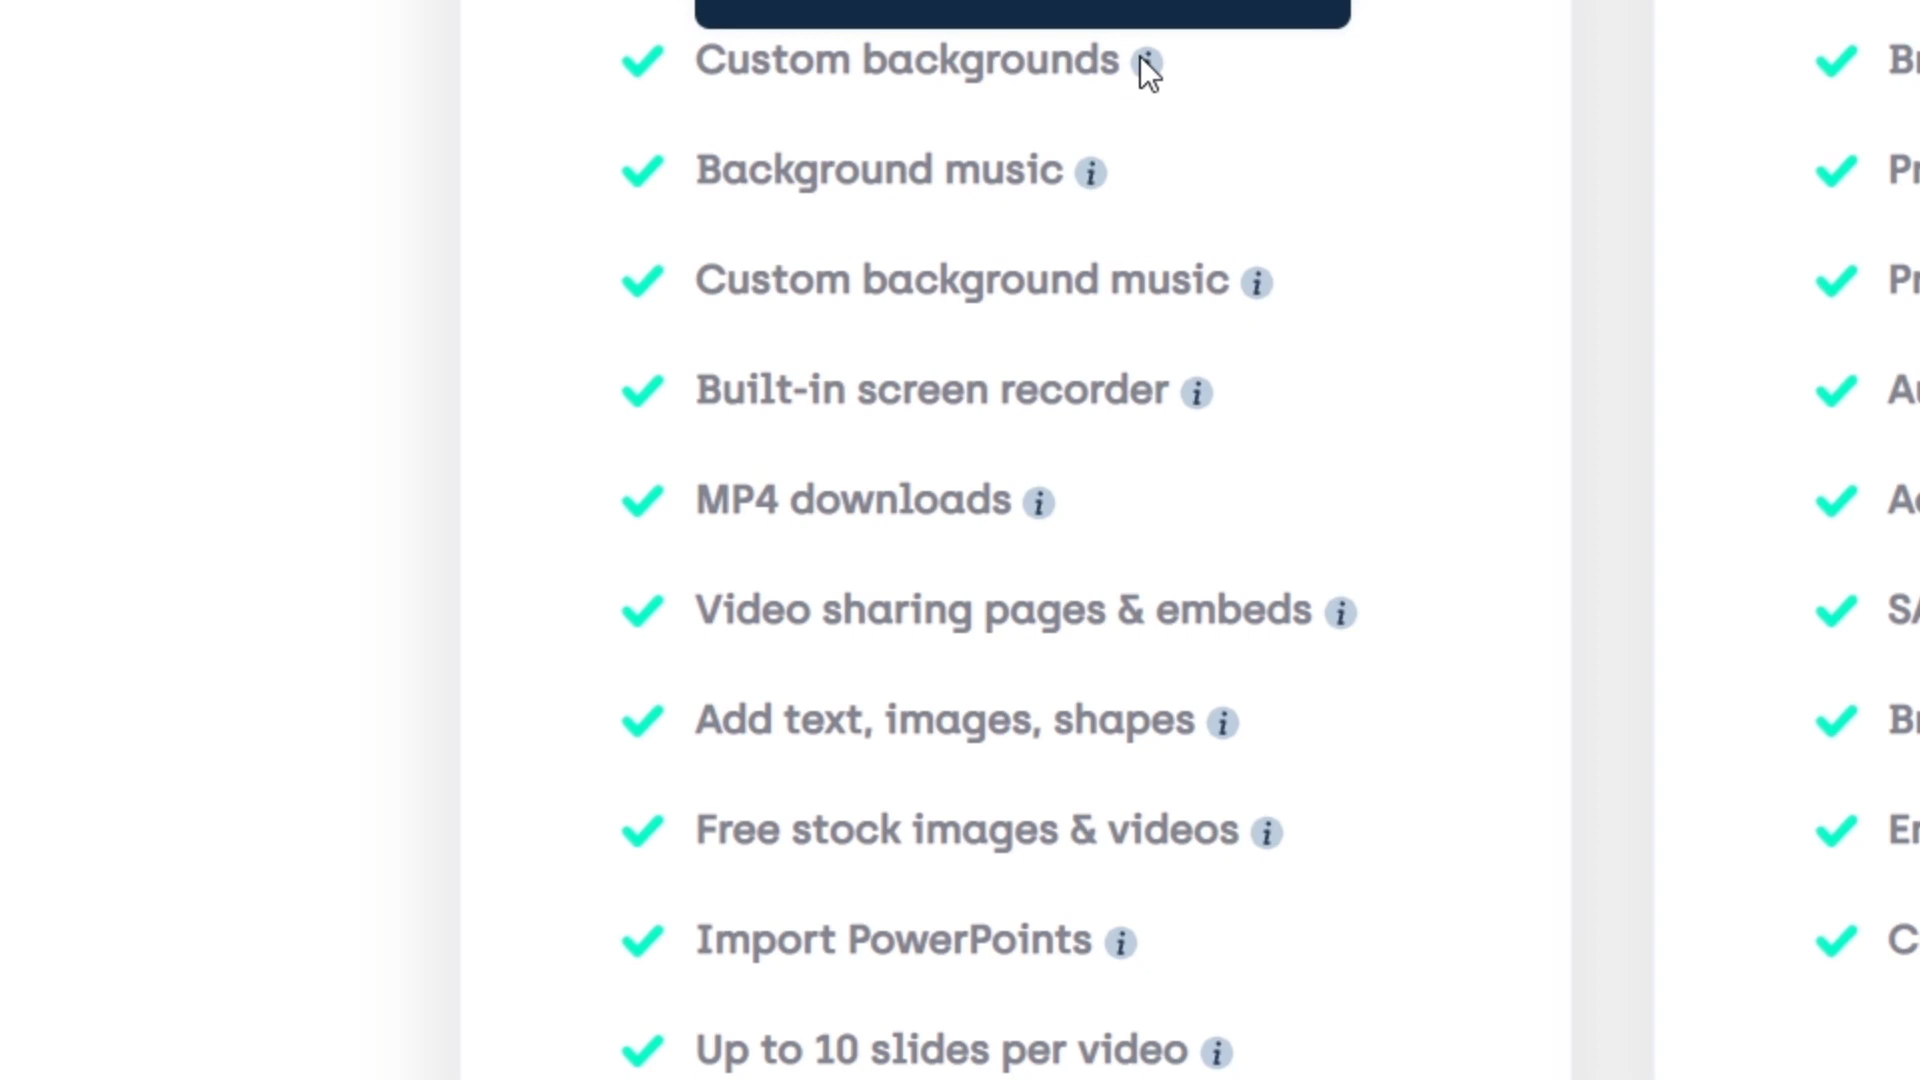 Custom backgrounds
Background music
Custom background music
Built-in screen recorder
MP4 downloads
Video sharing pages & embeds
Add text, images, shapes
Free stock images & videos
Import PowerPoints
Up to 10 slides per video